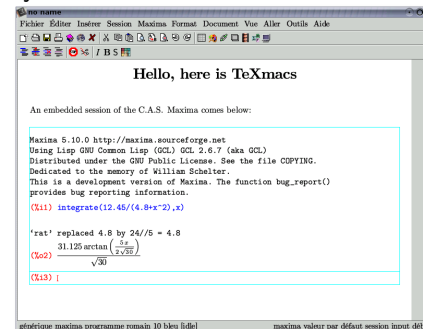 no name
Fichier Éditer Insérer Session Maxima Format Document Vue Aller Outils Aide
I B S
Hello, here is TeXmacs
An embedded session of the C.A.S. Maxima comes below:
Maxima 5.10.0 http://maxima.sourceforge.net
Using Lisp GNU Common Lisp (GCL) GCL 2.6.7 (aka GCL)
Distributed under the GNU Public License. See the file COPYING.
Dedicated to the memory of William Schelter.
This is a development version of Maxima. The function bug_report()
provides bug reporting information.
(%i1) integrate(12.45/(4.8+x^2),x)
‘rat’ replaced 4.8 by 24//5 = 4.8
(%o2) 31.125 arctan(5 x / 2 √30) / √30
(%i3)
générique maxima programme romain 10 bleu [idle] maxima valeur par défaut session input déb